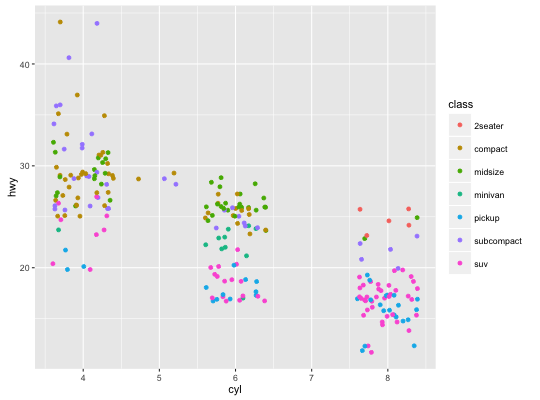 40
30
20
hwy
4
5
6
7
8
cyl
class
2seater
compact
midsize
minivan
pickup
subcompact
suv